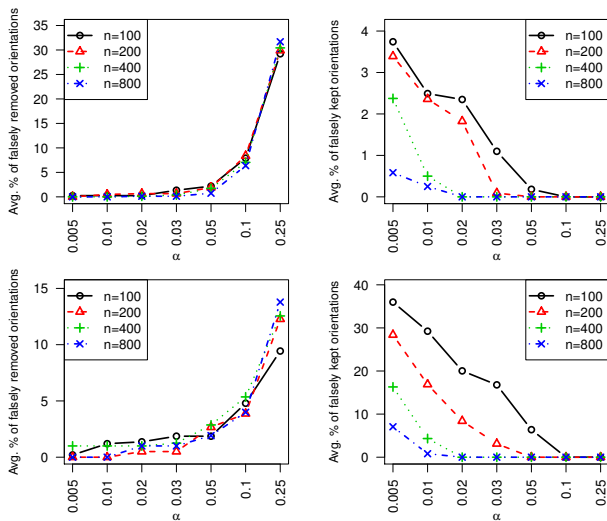 Avg. % of falsely removed orientations
35
30
25
20
15
10
5
0
n=100
n=200
n=400
n=800
0.005
0.01
0.02
0.03
0.05
0.1
0.25
α
Avg. % of falsely kept orientations
4
3
2
1
0
n=100
n=200
n=400
n=800
0.005
0.01
0.02
0.03
0.05
0.1
0.25
α
Avg. % of falsely removed orientations
15
10
5
0
n=100
n=200
n=400
n=800
0.005
0.01
0.02
0.03
0.05
0.1
0.25
α
Avg. % of falsely kept orientations
40
30
20
10
0
n=100
n=200
n=400
n=800
0.005
0.01
0.02
0.03
0.05
0.1
0.25
α